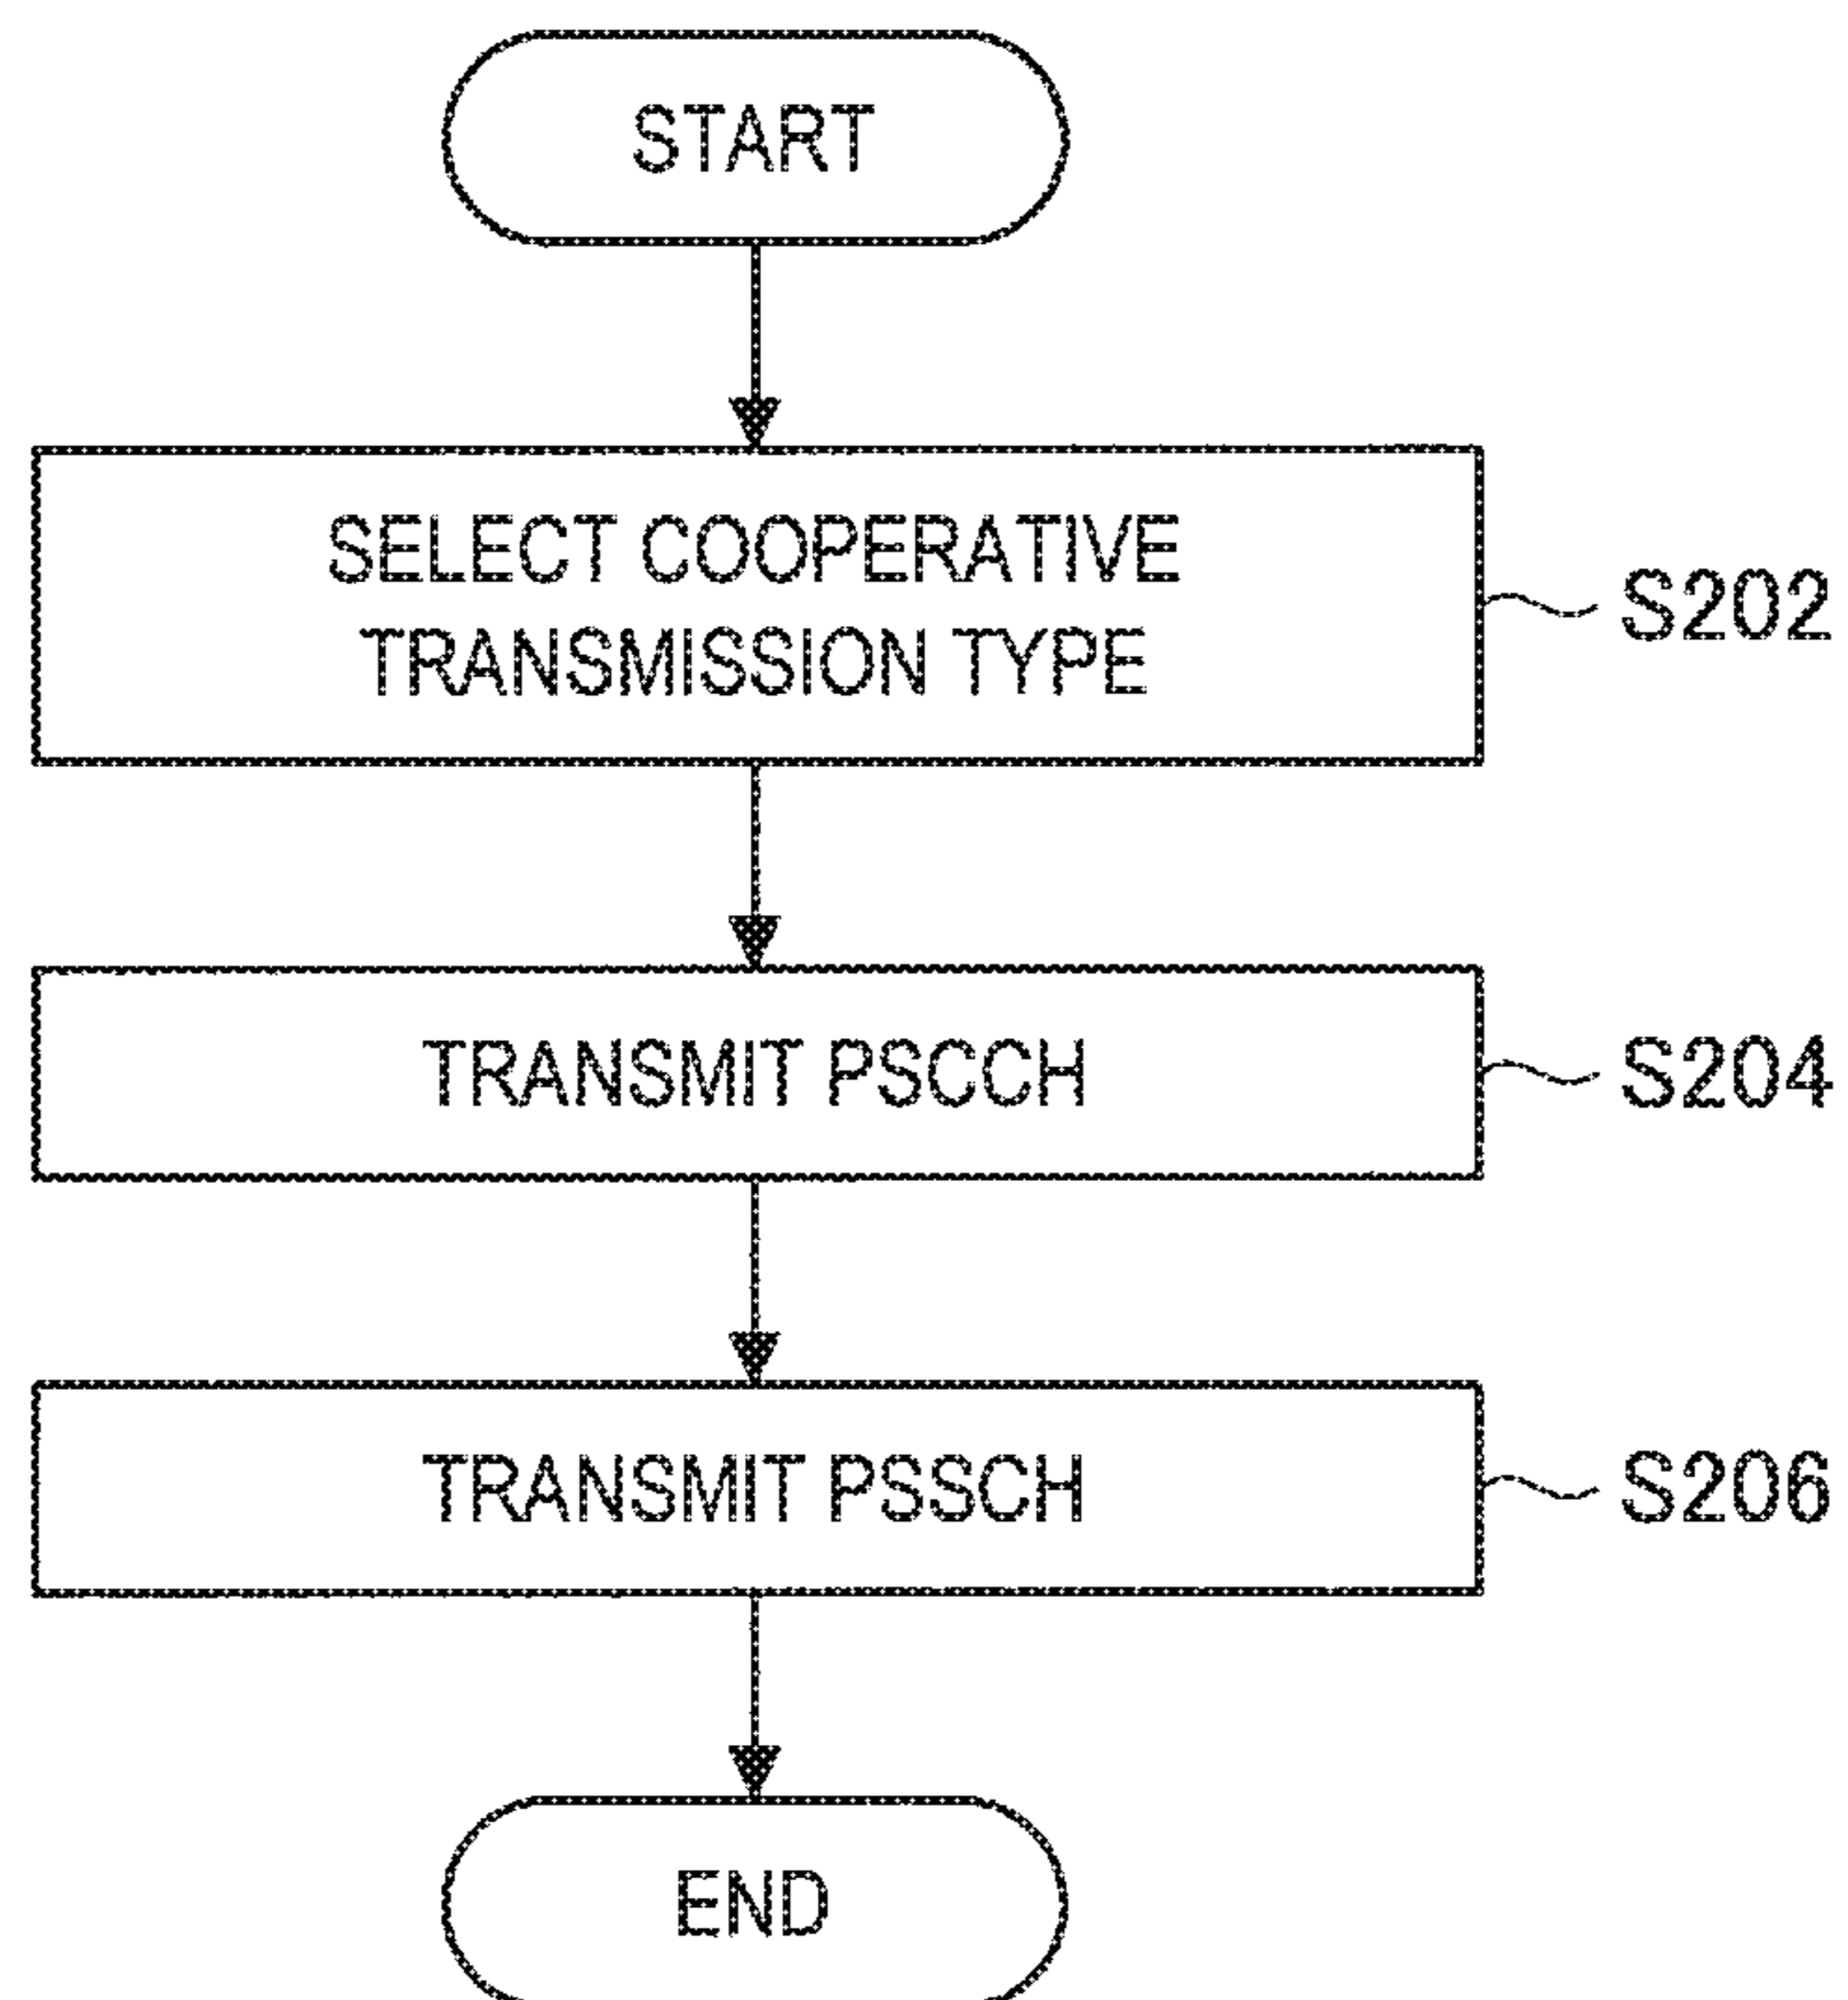 START
SELECT COOPERATIVE
TRANSMISSION TYPE
S202
TRANSMIT PSCCH
S204
TRANSMIT PSSCH
S206
END